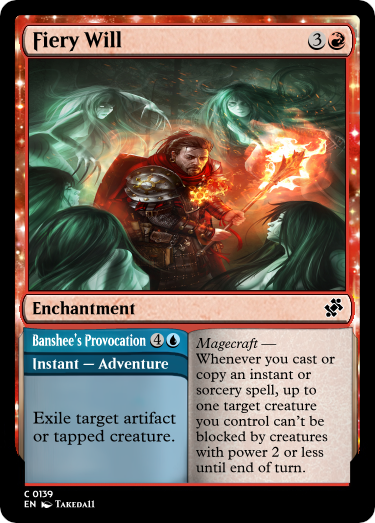 Fiery Will 3
Enchantment
Banshee's Provocation 4
Instant — Adventure
Exile target artifact
or tapped creature.
Magecraft —
Whenever you cast or
copy an instant or
sorcery spell, up to
one target creature
you control can't be
blocked by creatures
with power 2 or less
until end of turn.
C 0139
EN Takeda11